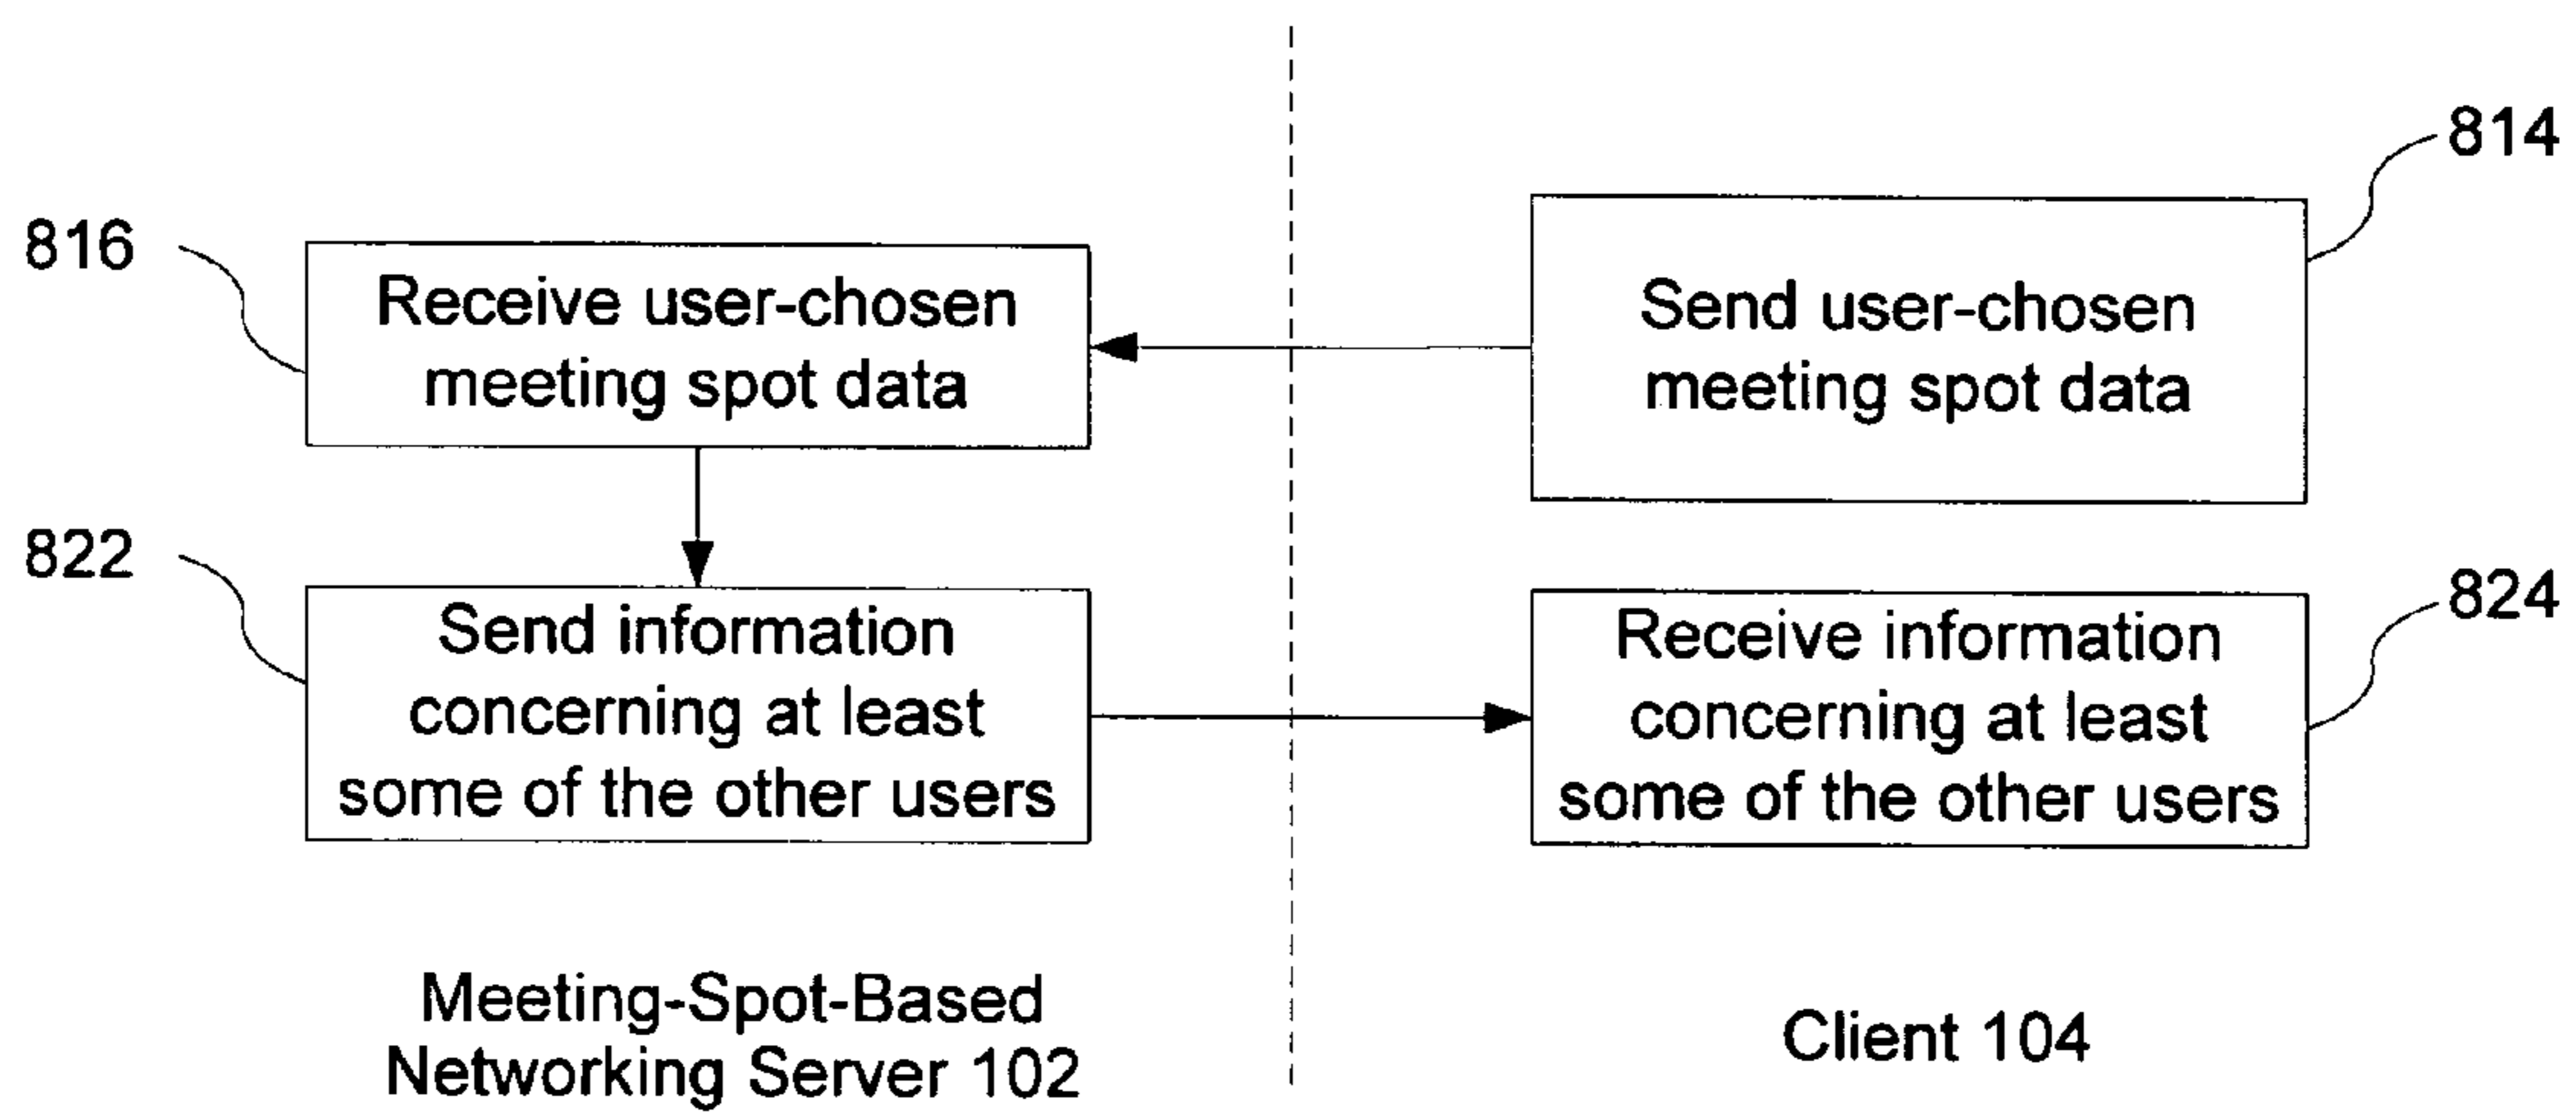 814
816
Receive user-chosen
meeting spot data
Send user-chosen
meeting spot data
822
Send information
concerning at least
some of the other users
824
Receive information
concerning at least
some of the other users
Meeting-Spot-Based
Networking Server 102
Client 104